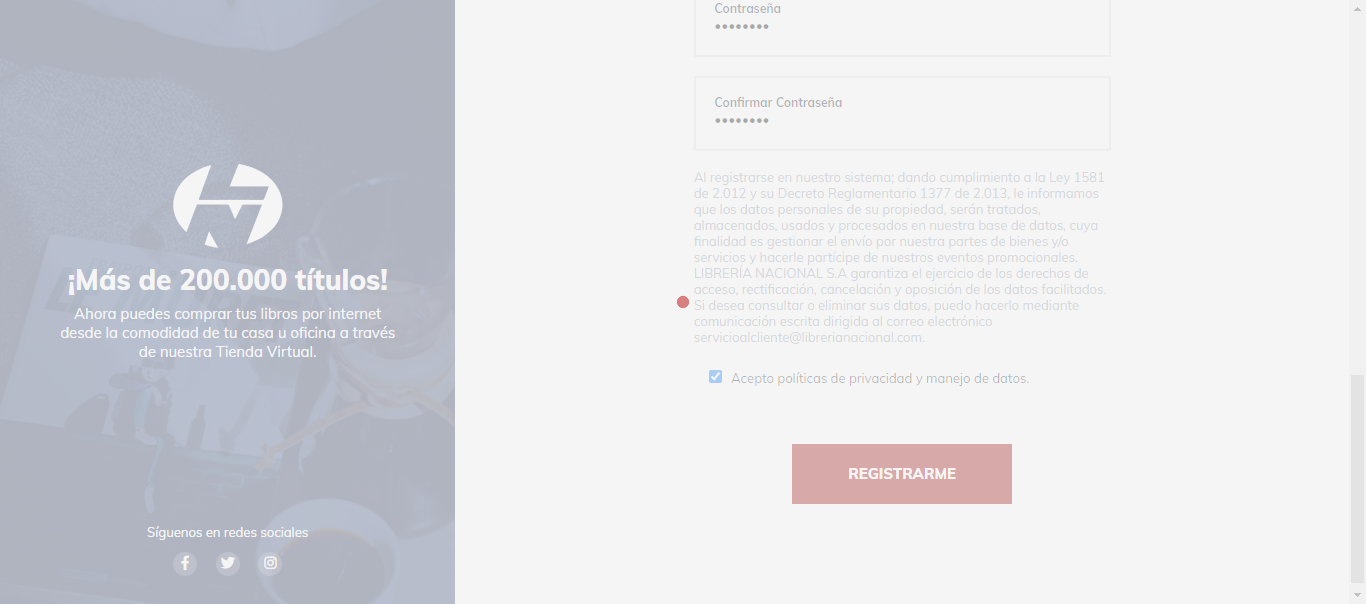 ¡Más de 200.000 títulos!
Ahora puedes comprar tus libros por internet
desde la comodidad de tu casa u oficina a través
de nuestra Tienda Virtual.
Síguenos en redes sociales
Contraseña
••••••••
Confirmar Contraseña
••••••••
Al registrarse en nuestro sistema; dando cumplimiento a la Ley 1581
de 2.012 y su Decreto Reglamentario 1377 de 2.013, le informamos
que los datos personales de su propiedad, serán tratados,
almacenados, usados y procesados en nuestra base de datos, cuya
finalidad es gestionar el envío por nuestra partes de bienes y/o
servicios y hacerle partícipe de nuestros eventos promocionales.
LIBRERÍA NACIONAL S.A garantiza el ejercicio de los derechos de
acceso, rectificación, cancelación y oposición de los datos facilitados.
Si desea consultar o eliminar sus datos, puedo hacerlo mediante
comunicación escrita dirigida al correo electrónico
servicioalcliente@librerianacional.com.
Acepto políticas de privacidad y manejo de datos.
REGISTRARME